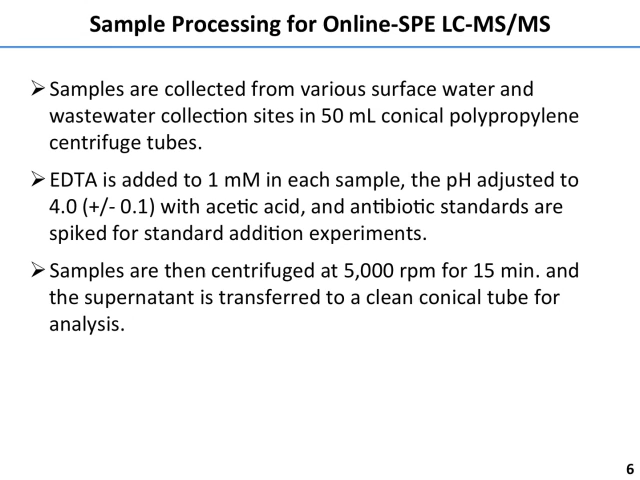 Sample Processing for Online-SPE LC-MS/MS
➢ Samples are collected from various surface water and
wastewater collection sites in 50 mL conical polypropylene
centrifuge tubes.
➢ EDTA is added to 1 mM in each sample, the pH adjusted to
4.0 (+/- 0.1) with acetic acid, and antibiotic standards are
spiked for standard addition experiments.
➢ Samples are then centrifuged at 5,000 rpm for 15 min. and
the supernatant is transferred to a clean conical tube for
analysis.
6